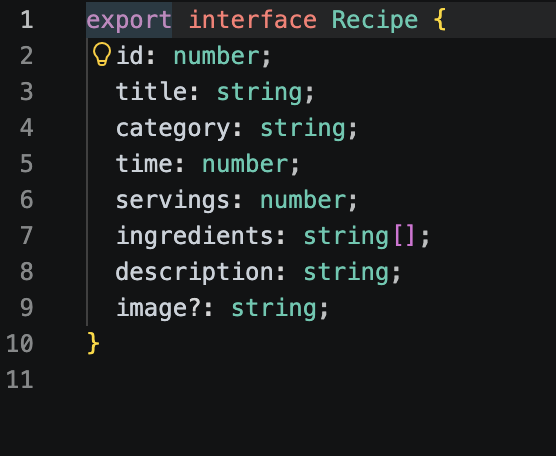 1 export interface Recipe {
2 id: number;
3 title: string;
4 category: string;
5 time: number;
6 servings: number;
7 ingredients: string[];
8 description: string;
9 image?: string;
10 }
11